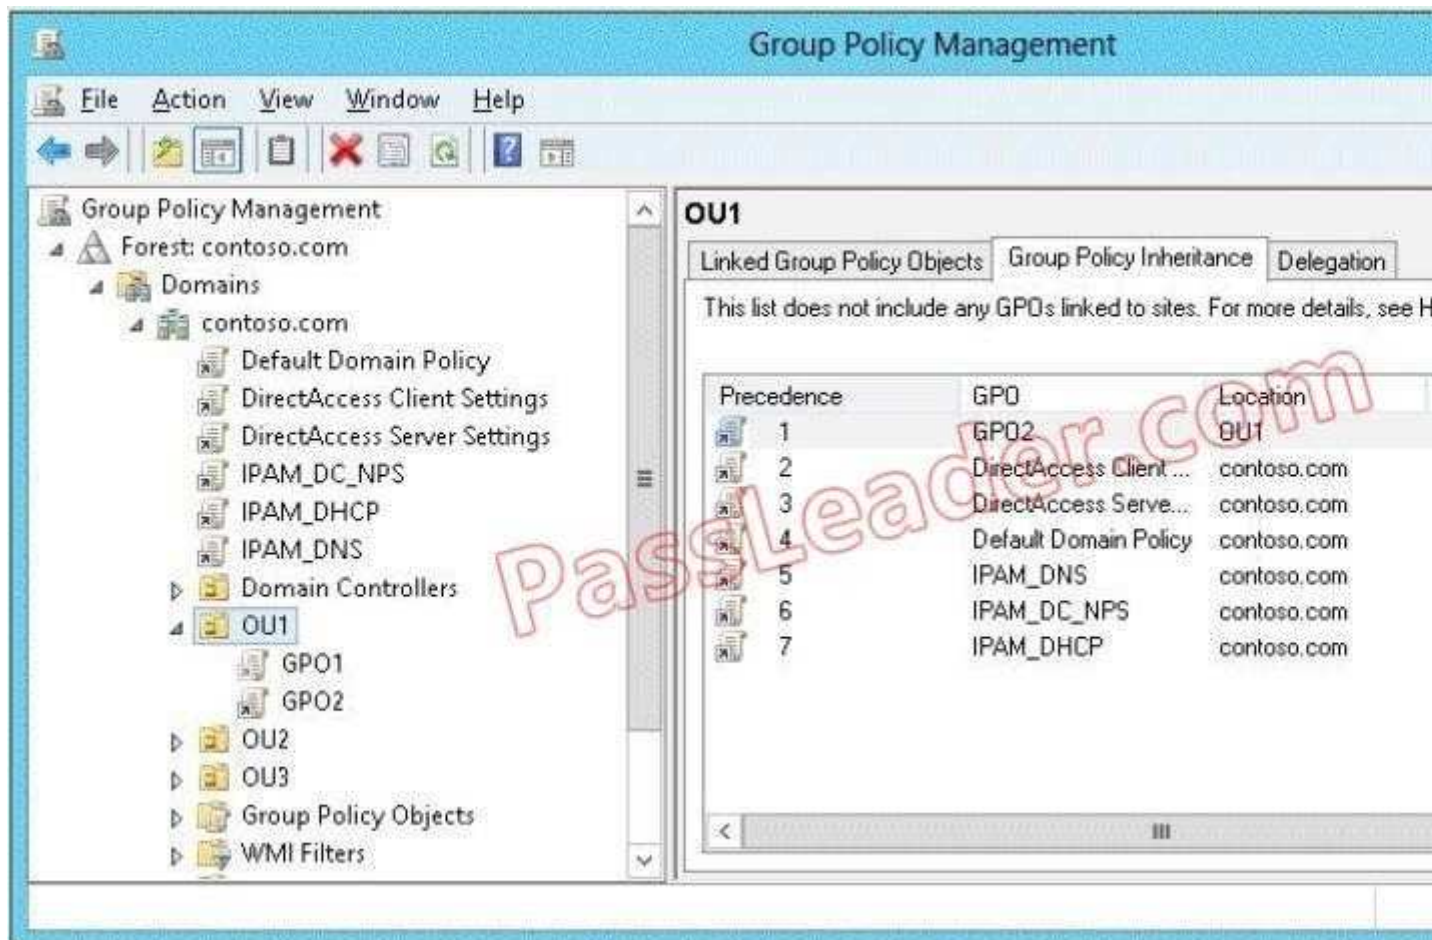 Group Policy Management
File Action View Window Help
Group Policy Management
Forest: contoso.com
Domains
contoso.com
Default Domain Policy
DirectAccess Client Settings
DirectAccess Server Settings
IPAM_DC_NPS
IPAM_DHCP
IPAM_DNS
Domain Controllers
OU1
GPO1
GPO2
OU2
OU3
Group Policy Objects
WMI Filters
OU1
Linked Group Policy Objects Group Policy Inheritance Delegation
This list does not include any GPOs linked to sites. For more details, see H
Precedence GPO Location
1 GPO2 OU1
2 DirectAccess Client ... contoso.com
3 DirectAccess Serve... contoso.com
4 Default Domain Policy contoso.com
5 IPAM_DNS contoso.com
6 IPAM_DC_NPS contoso.com
7 IPAM_DHCP contoso.com
PassLeader.com